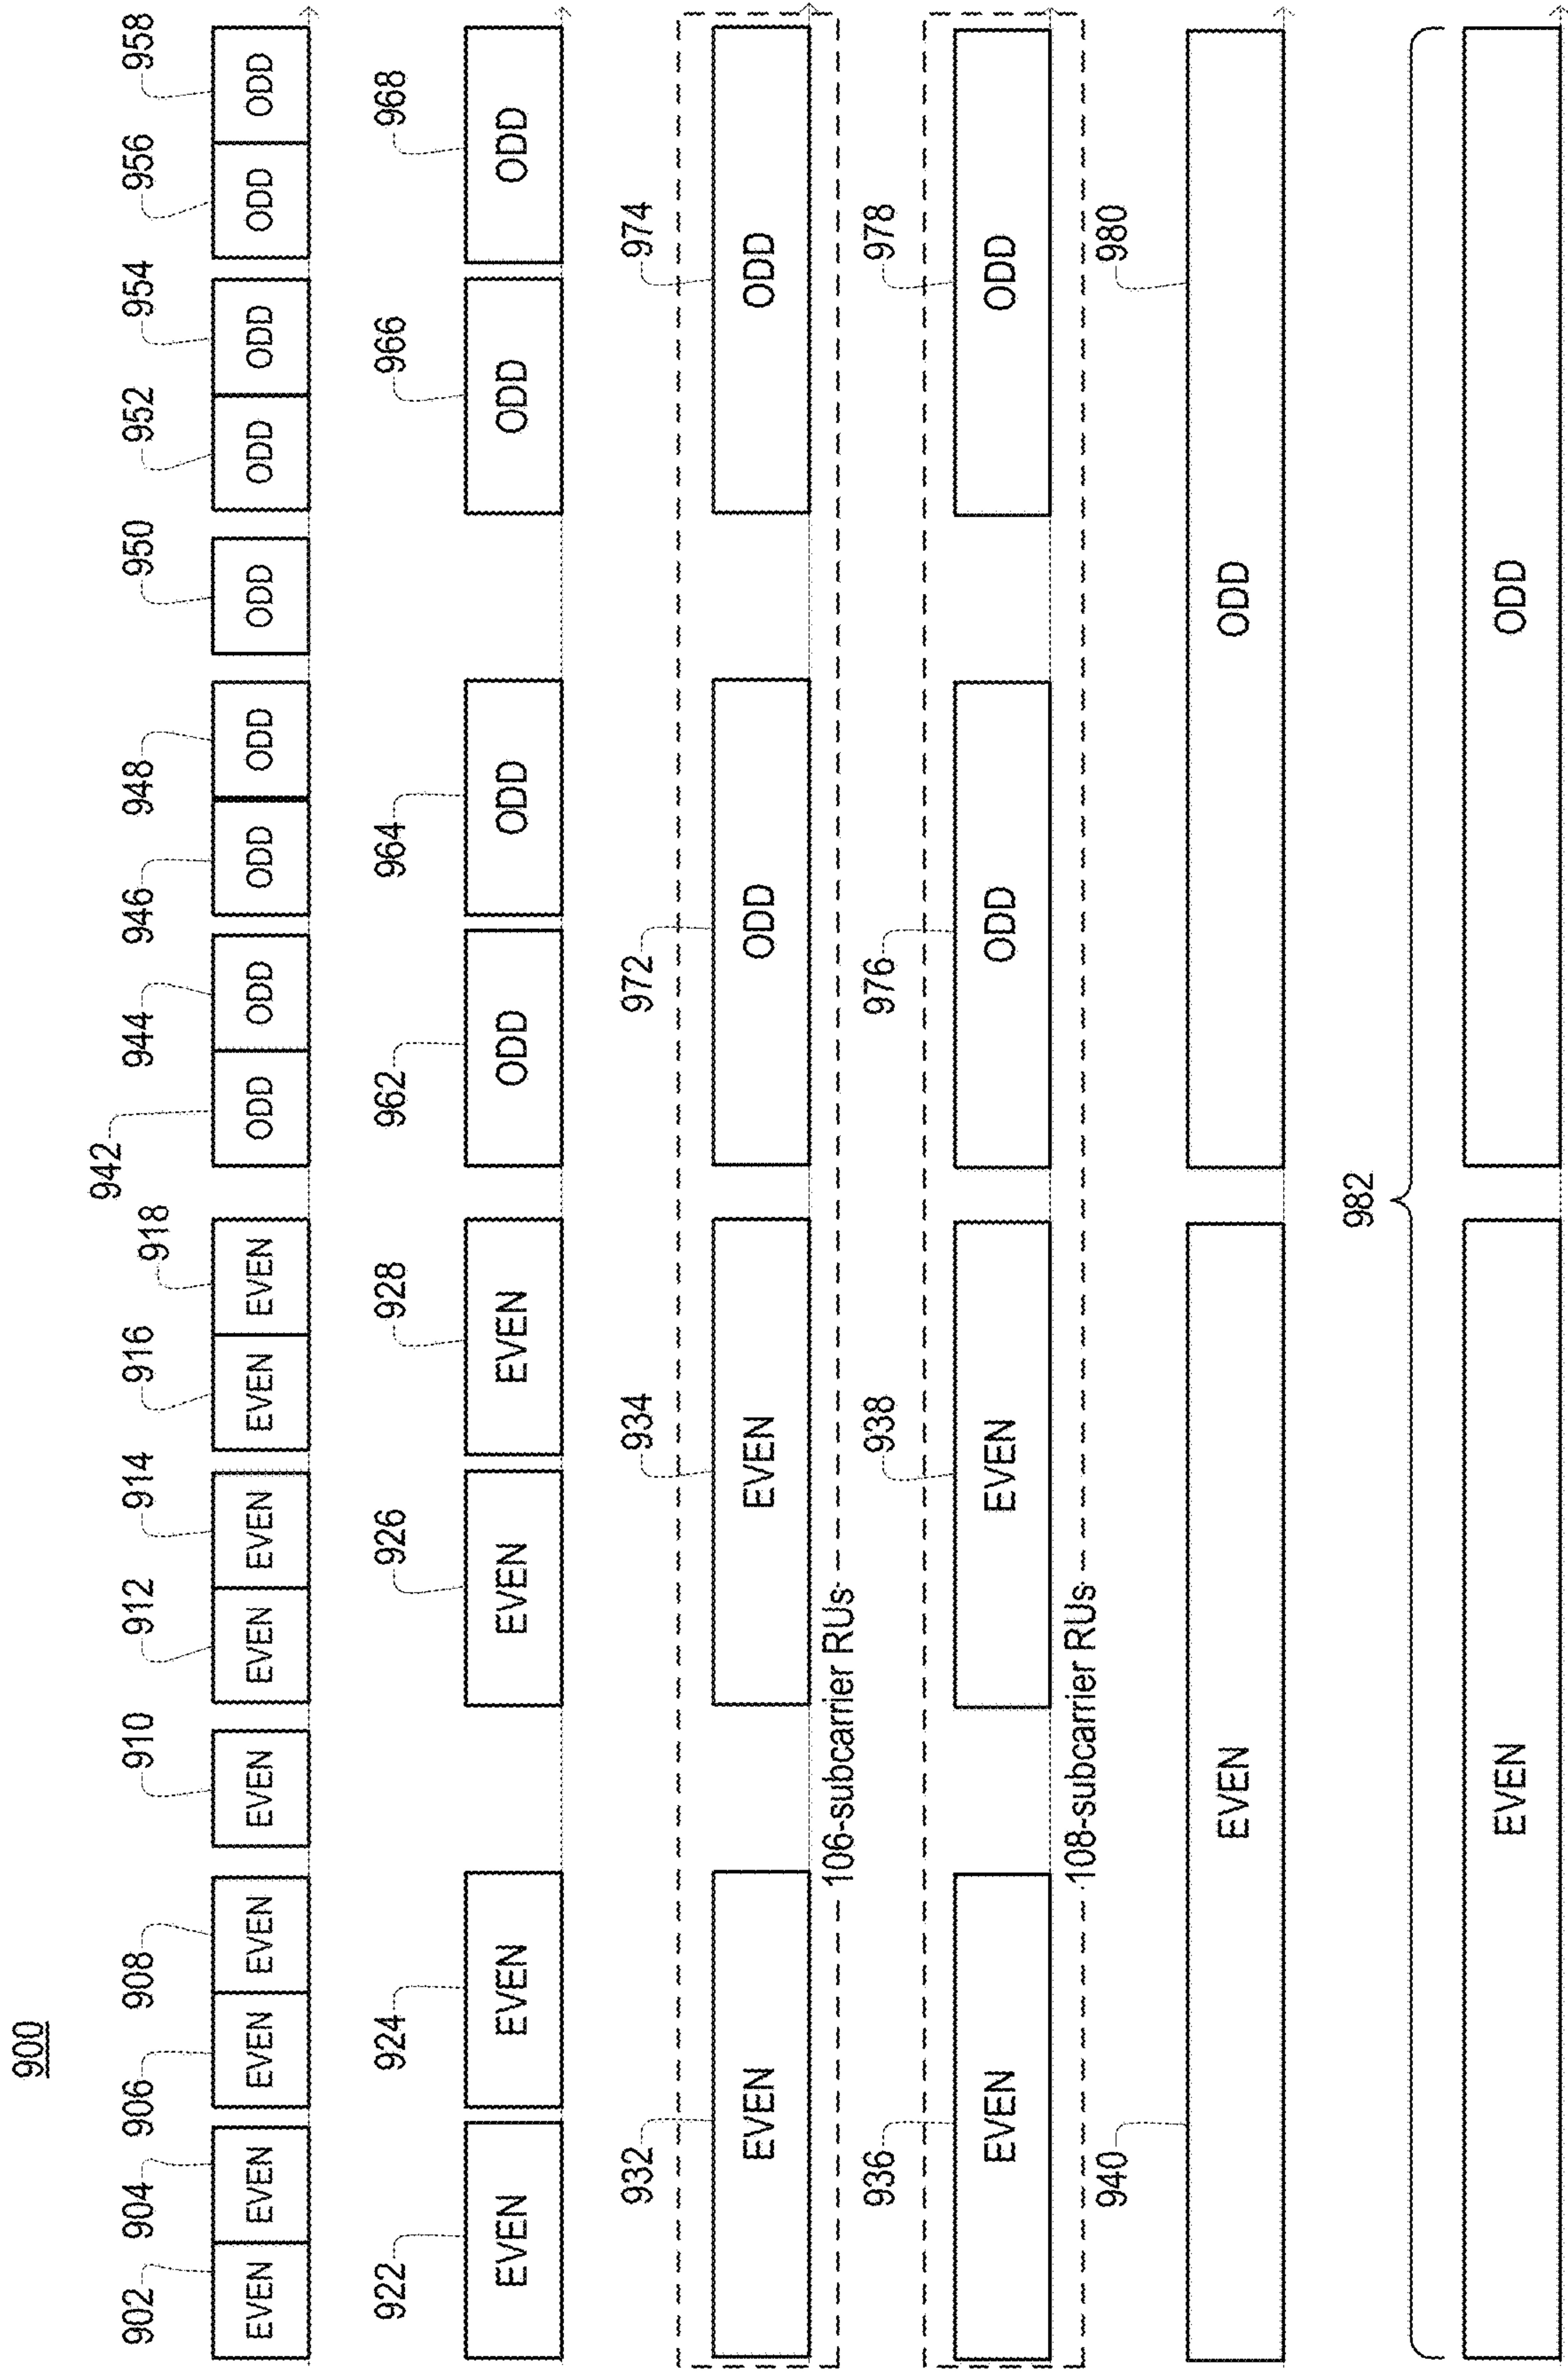 900
902 904 906 908 910 912 914 916 918 942 944 946 948 950 952 954 956 958
EVEN EVEN EVEN EVEN EVEN EVEN EVEN EVEN EVEN ODD ODD ODD ODD ODD ODD ODD ODD ODD
922 924 926 928 962 964 966 968
EVEN EVEN EVEN EVEN ODD ODD ODD ODD
932 934 972 974
EVEN EVEN ODD ODD
106-subcarrier RUs
936 938 976 978
EVEN EVEN ODD ODD
108-subcarrier RUs
940 980
EVEN ODD
982
EVEN ODD